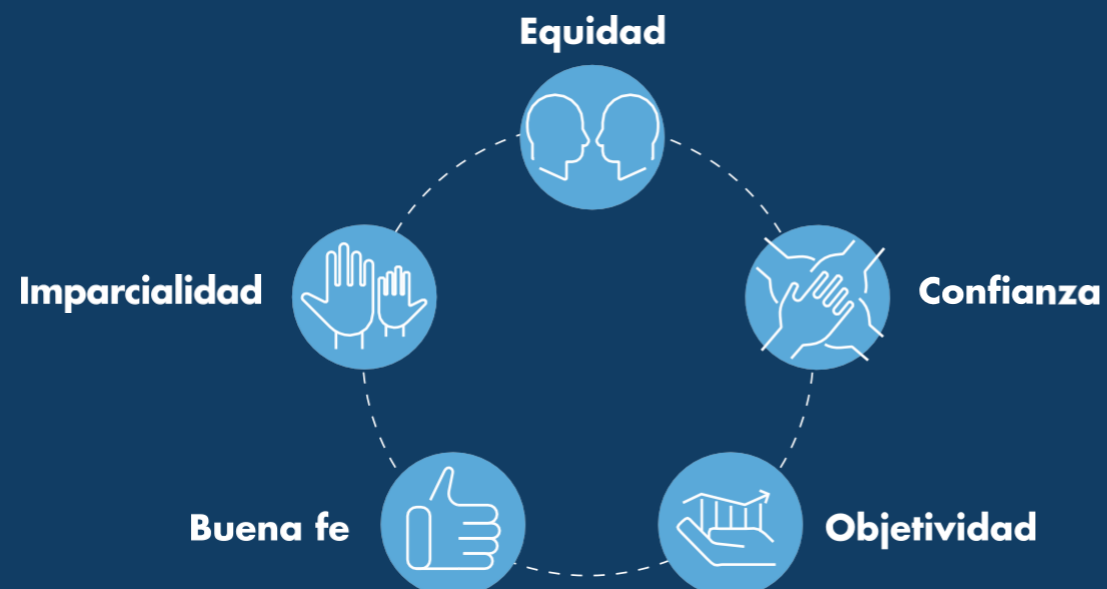 Equidad
Imparcialidad
Confianza
Buena fe
Objetividad